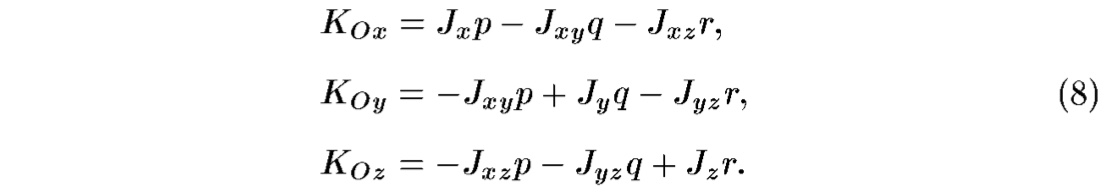 K_{Ox} = J_x p − J_{xy} q − J_{xz} r,
K_{Oy} = −J_{xy} p + J_y q − J_{yz} r, (8)
K_{Oz} = −J_{xz} p − J_{yz} q + J_z r.